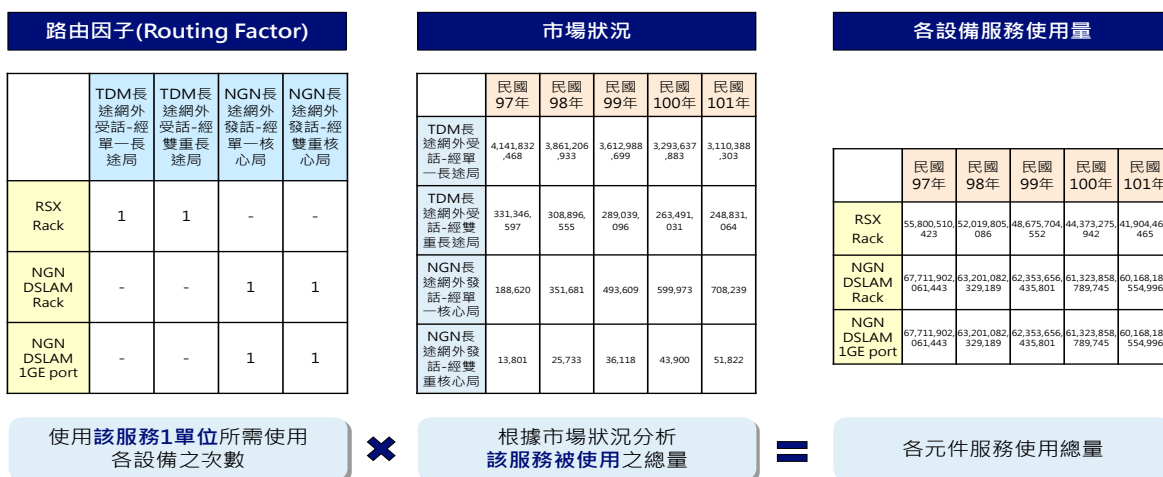 路由因子(Routing Factor)
市場狀況
各設備服務使用量
TDM長
途網外
受話-經
單一長
途局
TDM長
途網外
受話-經
雙重長
途局
NGN長
途網外
發話-經
單一核
心局
NGN長
途網外
發話-經
雙重核
心局
RSX
Rack
1
1
-
-
NGN
DSLAM
Rack
-
-
1
1
NGN
DSLAM
1GE port
-
-
1
1
民國
97年
民國
98年
民國
99年
民國
100年
民國
101年
TDM長
途網外受
話-經單
一長途局
4,141,832
,468
3,861,206
,933
3,612,988
,699
3,293,637
,883
3,110,388
,303
TDM長
途網外受
話-經雙
重長途局
331,346,
597
308,896,
555
289,039,
096
263,491,
031
248,831,
064
NGN長
途網外發
話-經單
一核心局
188,620
351,681
493,609
599,973
708,239
NGN長
途網外發
話-經雙
重核心局
13,801
25,733
36,118
43,900
51,822
民國
97年
民國
98年
民國
99年
民國
100年
民國
101年
RSX
Rack
55,800,510,
423
52,019,805,
086
48,675,704,
552
44,373,275,
942
41,904,46
465
NGN
DSLAM
Rack
67,711,902,
061,443
63,201,082,
329,189
62,353,656,
435,801
61,323,858,
789,745
60,168,18
554,996
NGN
DSLAM
1GE port
67,711,902,
061,443
63,201,082,
329,189
62,353,656,
435,801
61,323,858,
789,745
60,168,18
554,996
使用該服務1單位所需使用
各設備之次數
✖
根據市場狀況分析
該服務被使用之總量
=
各元件服務使用總量